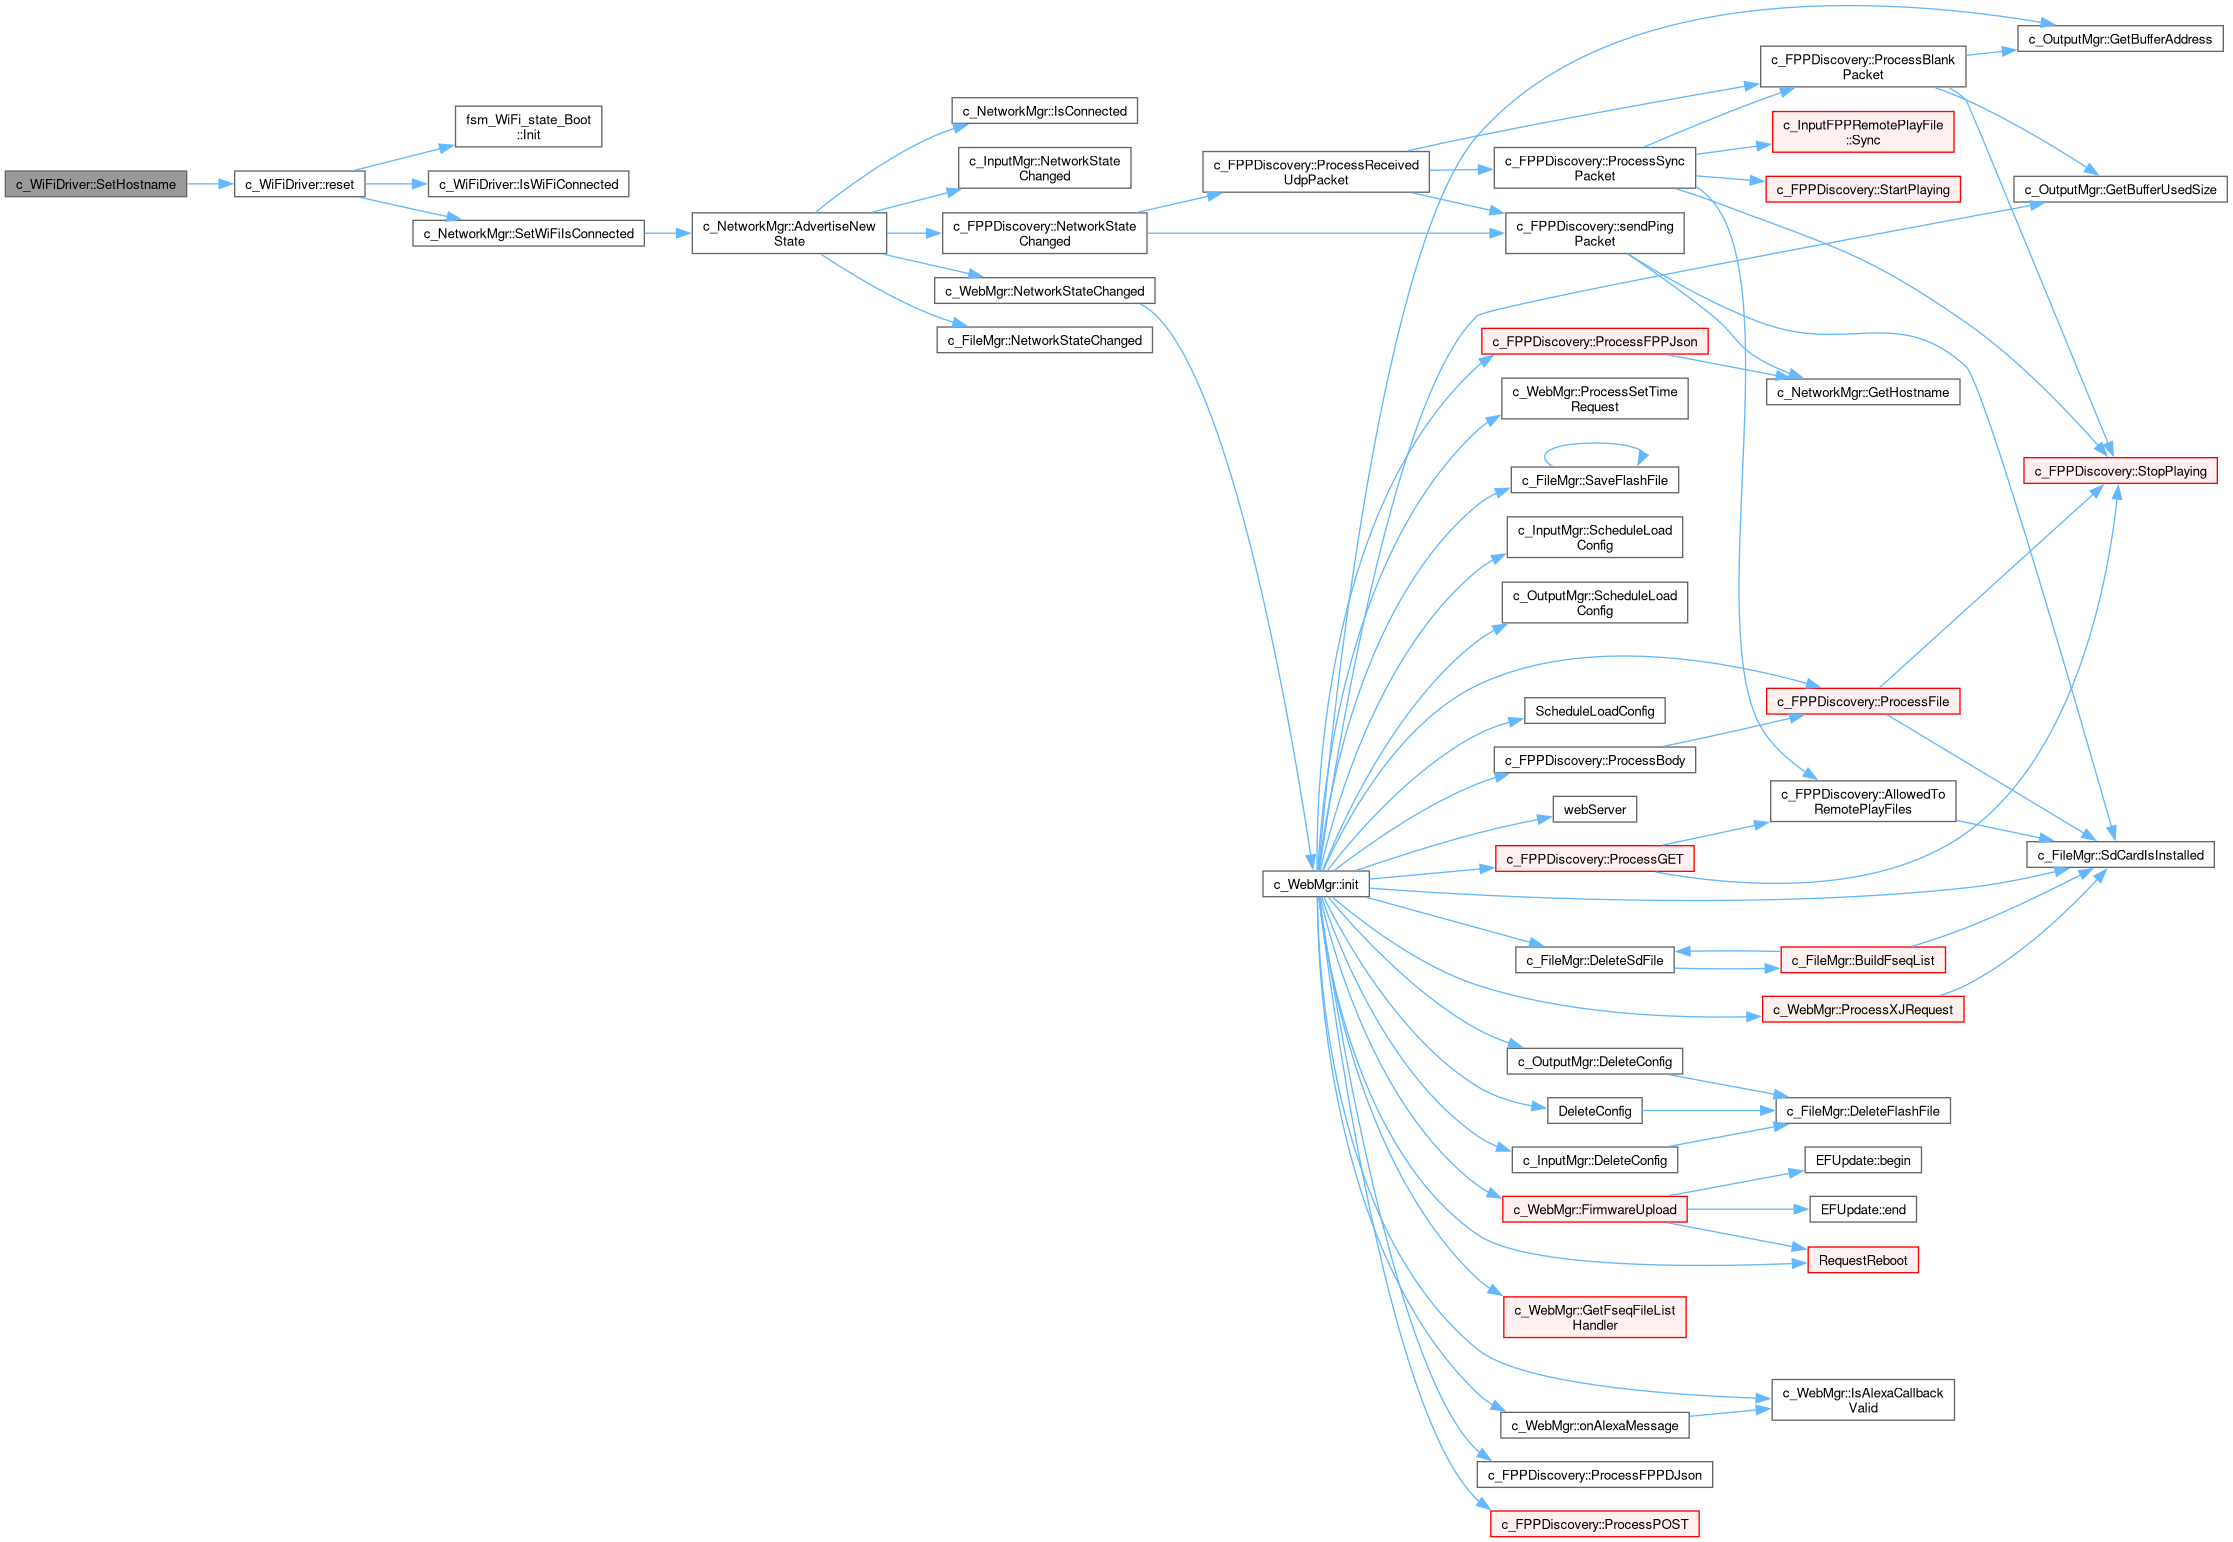 c_WiFiDriver::SetHostname
c_WiFiDriver::reset
fsm_WiFi_state_Boot
::Init
c_WiFiDriver::IsWiFiConnected
c_NetworkMgr::SetWiFiIsConnected
c_NetworkMgr::AdvertiseNew
State
c_NetworkMgr::IsConnected
c_InputMgr::NetworkState
Changed
c_FPPDiscovery::NetworkState
Changed
c_WebMgr::NetworkStateChanged
c_FileMgr::NetworkStateChanged
c_FPPDiscovery::ProcessReceived
UdpPacket
c_WebMgr::init
c_FPPDiscovery::ProcessSync
Packet
c_FPPDiscovery::sendPing
Packet
c_FPPDiscovery::ProcessFPPJson
c_WebMgr::ProcessSetTime
Request
c_FileMgr::SaveFlashFile
c_InputMgr::ScheduleLoad
Config
c_OutputMgr::ScheduleLoad
Config
ScheduleLoadConfig
c_FPPDiscovery::ProcessBody
webServer
c_FPPDiscovery::ProcessGET
c_FileMgr::DeleteSdFile
c_OutputMgr::DeleteConfig
DeleteConfig
c_InputMgr::DeleteConfig
c_WebMgr::FirmwareUpload
c_WebMgr::GetFseqFileList
Handler
c_WebMgr::onAlexaMessage
c_FPPDiscovery::ProcessFPPDJson
c_FPPDiscovery::ProcessPOST
c_FPPDiscovery::ProcessBlank
Packet
c_InputFPPRemotePlayFile
::Sync
c_FPPDiscovery::StartPlaying
c_NetworkMgr::GetHostname
c_FPPDiscovery::ProcessFile
c_FPPDiscovery::AllowedTo
RemotePlayFiles
c_FileMgr::BuildFseqList
c_WebMgr::ProcessXJRequest
c_FileMgr::DeleteFlashFile
EFUpdate::begin
EFUpdate::end
RequestReboot
c_WebMgr::IsAlexaCallback
Valid
c_OutputMgr::GetBufferAddress
c_OutputMgr::GetBufferUsedSize
c_FPPDiscovery::StopPlaying
c_FileMgr::SdCardIsInstalled